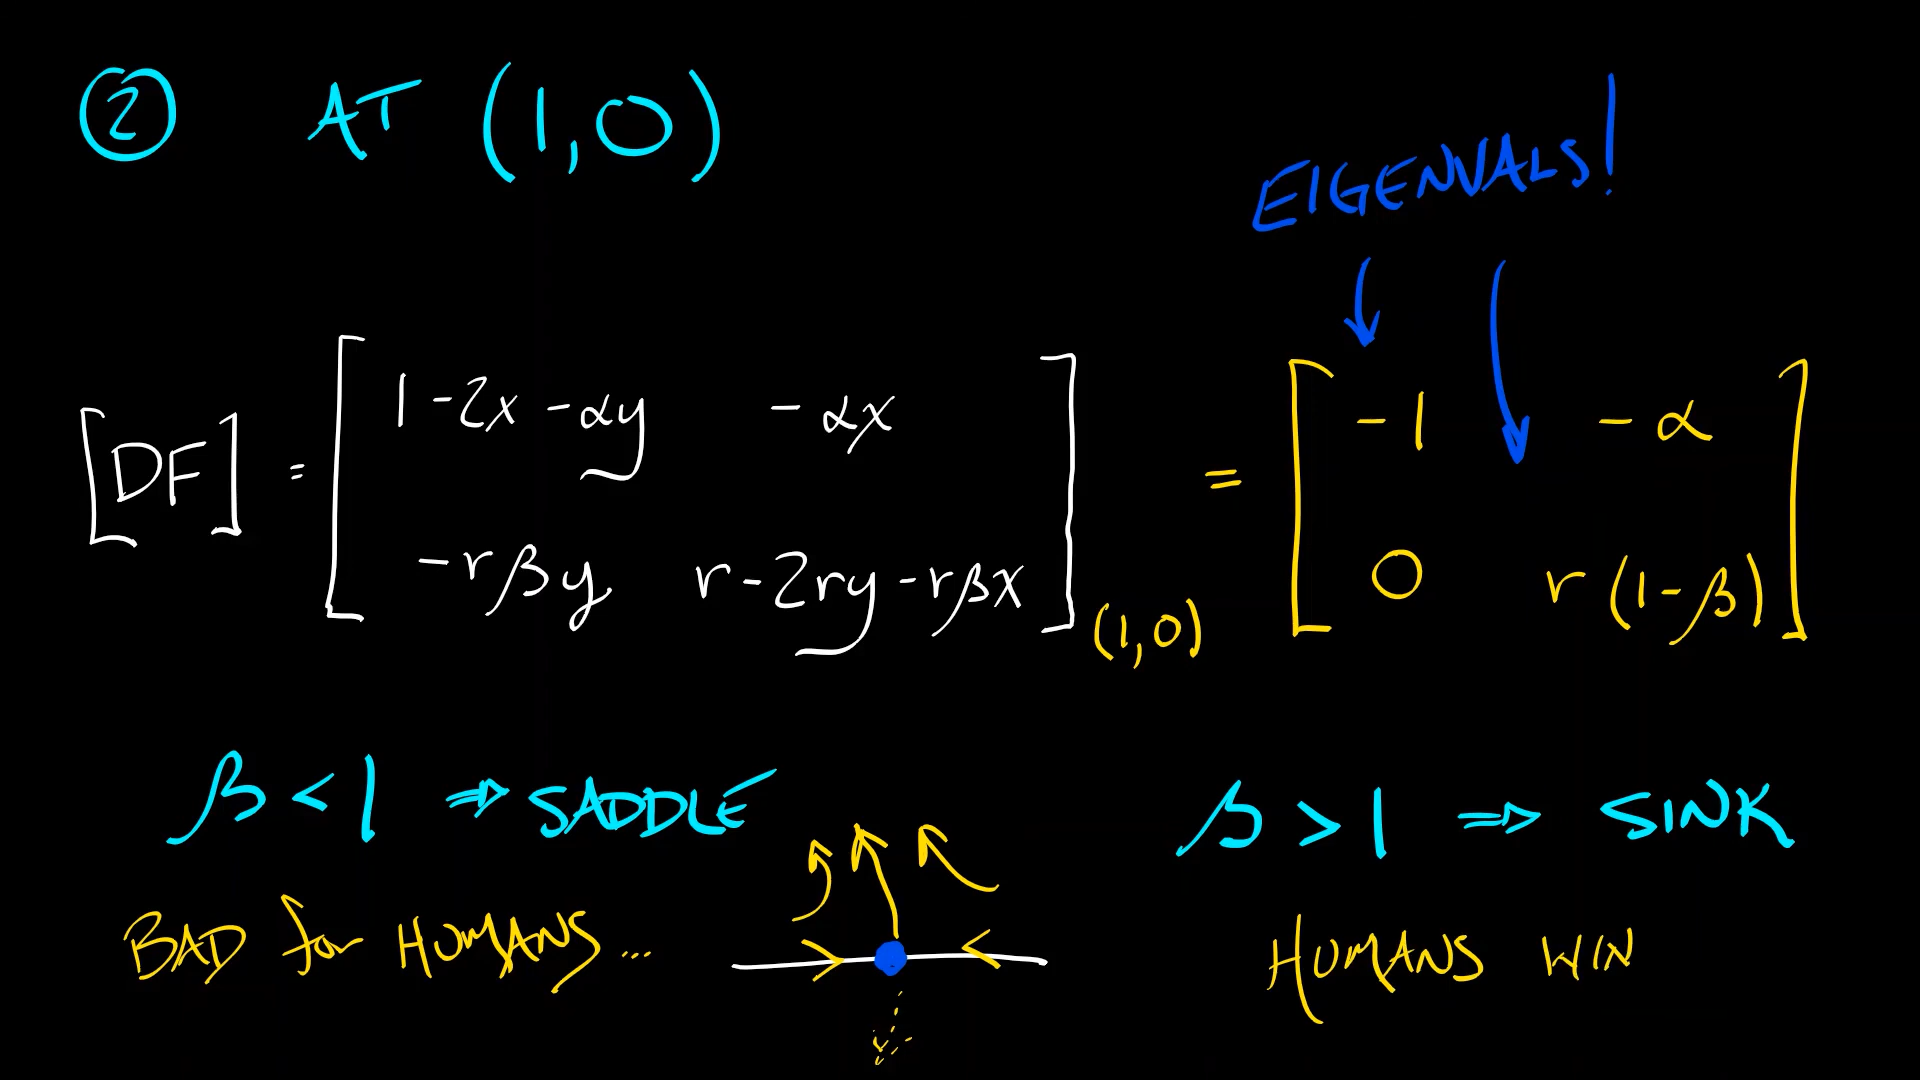 ② AT (1,0)
EIGENVALS!
[DF] = [ 1-2x-αy -αx
-rβy r-2ry-rβx ](1,0) = [ -1 -α
0 r(1-β) ]
β < 1 ⇒ SADDLE
β > 1 ⇒ SINK
BAD for HUMANS...
HUMANS WIN